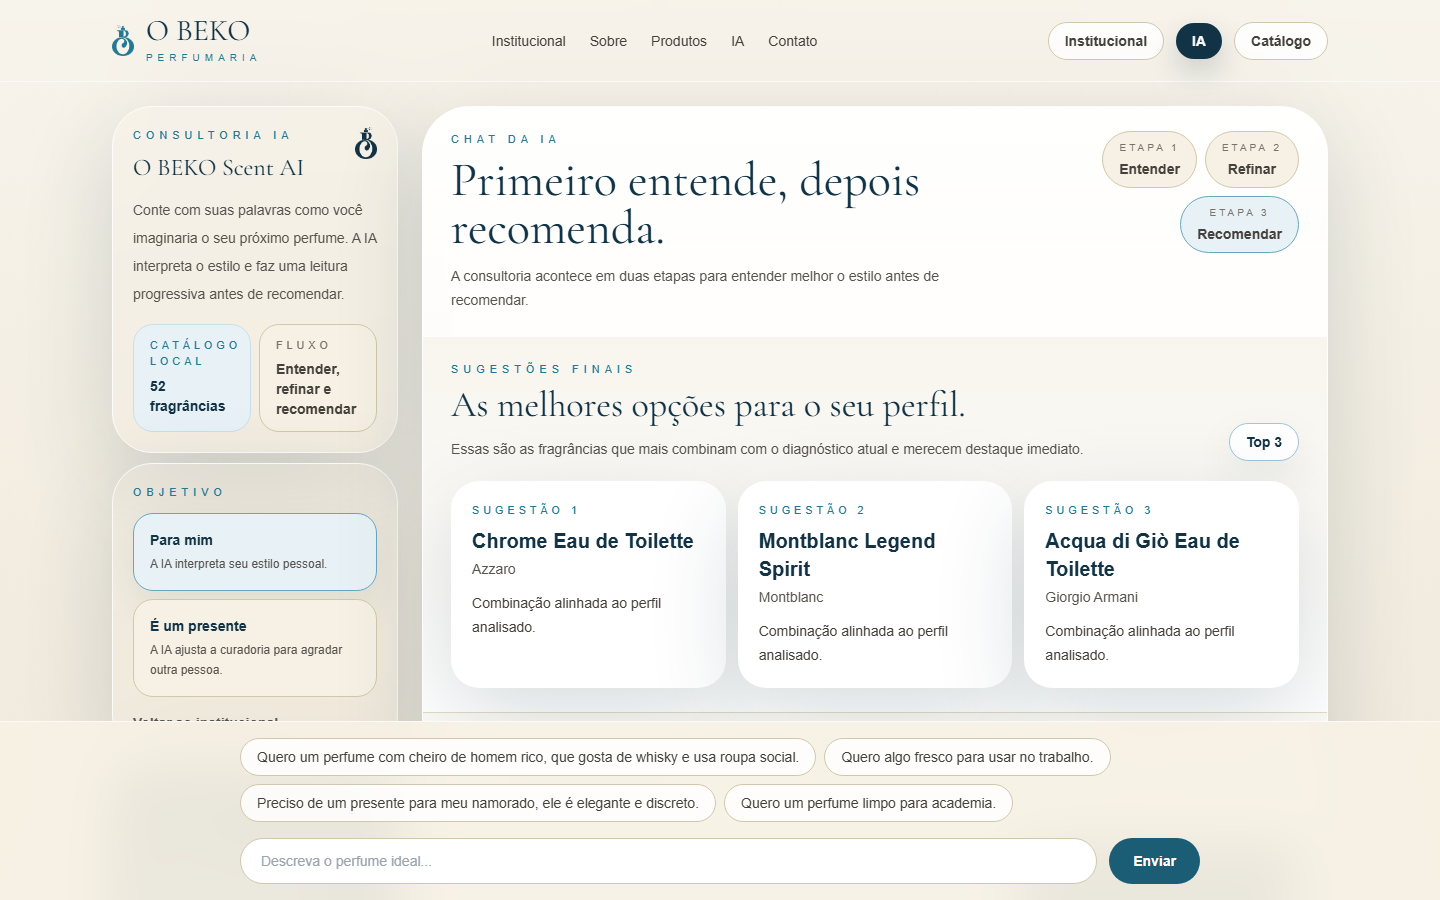 O BEKO
PERFUMARIA
Institucional
Sobre
Produtos
IA
Contato
Institucional
IA
Catálogo
CONSULTORIA IA
O BEKO Scent AI
Conte com suas palavras como você
imaginaria o seu próximo perfume. A IA
interpreta o estilo e faz uma leitura
progressiva antes de recomendar.
CATÁLOGO
LOCAL
52
fragrâncias
FLUXO
Entender,
refinar e
recomendar
OBJETIVO
Para mim
A IA interpreta seu estilo pessoal.
É um presente
A IA ajusta a curadoria para agradar
outra pessoa.
CHAT DA IA
Primeiro entende, depois
recomenda.
A consultoria acontece em duas etapas para entender melhor o estilo antes de
recomendar.
ETAPA 1
Entender
ETAPA 2
Refinar
ETAPA 3
Recomendar
SUGESTÕES FINAIS
As melhores opções para o seu perfil.
Essas são as fragrâncias que mais combinam com o diagnóstico atual e merecem destaque imediato.
Top 3
SUGESTÃO 1
Chrome Eau de Toilette
Azzaro
Combinação alinhada ao perfil
analisado.
SUGESTÃO 2
Montblanc Legend
Spirit
Montblanc
Combinação alinhada ao perfil
analisado.
SUGESTÃO 3
Acqua di Giò Eau de
Toilette
Giorgio Armani
Combinação alinhada ao perfil
analisado.
Quero um perfume com cheiro de homem rico, que gosta de whisky e usa roupa social.
Quero algo fresco para usar no trabalho.
Preciso de um presente para meu namorado, ele é elegante e discreto.
Quero um perfume limpo para academia.
Descreva o perfume ideal...
Enviar